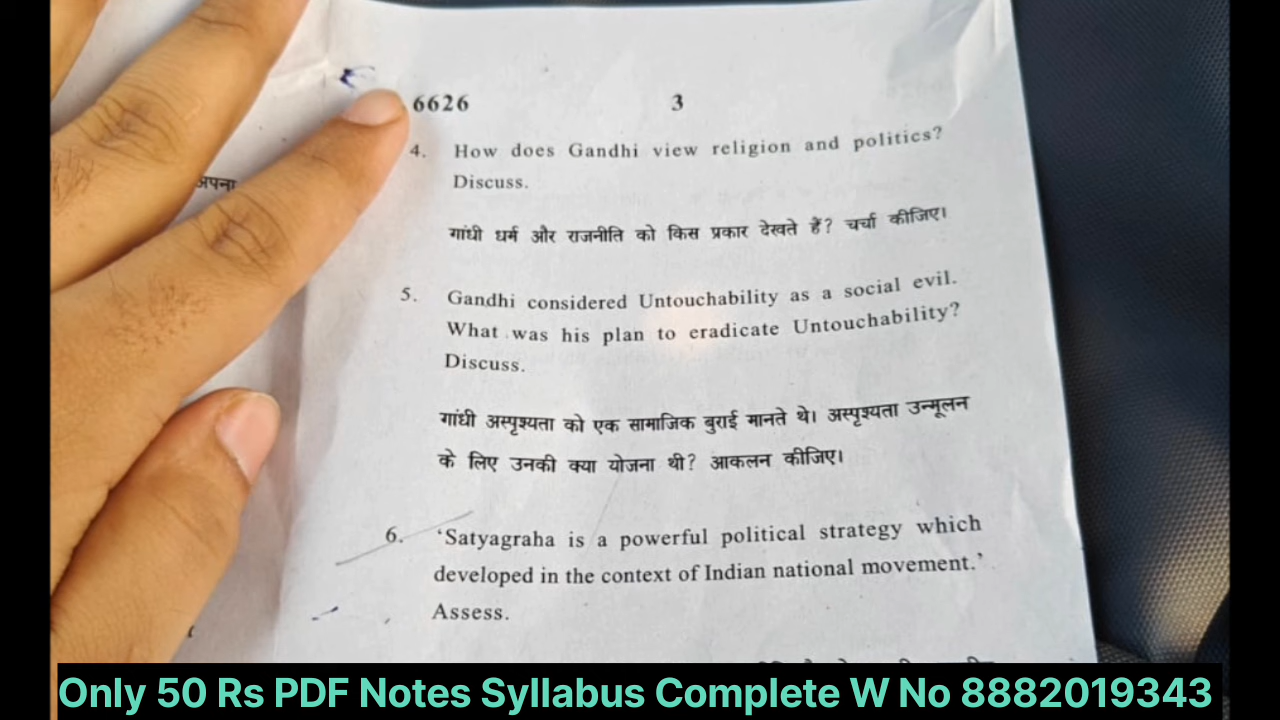 6626 3
अपना
4. How does Gandhi view religion and politics?
Discuss.
गांधी धर्म और राजनीति को किस प्रकार देखते हैं? चर्चा कीजिए।
5. Gandhi considered Untouchability as a social evil.
What was his plan to eradicate Untouchability?
Discuss.
गांधी अस्पृश्यता को एक सामाजिक बुराई मानते थे। अस्पृश्यता उन्मूलन
के लिए उनकी क्या योजना थी? आकलन कीजिए।
6. ‘Satyagraha is a powerful political strategy which
developed in the context of Indian national movement.’
Assess.
Only 50 Rs PDF Notes Syllabus Complete W No 8882019343